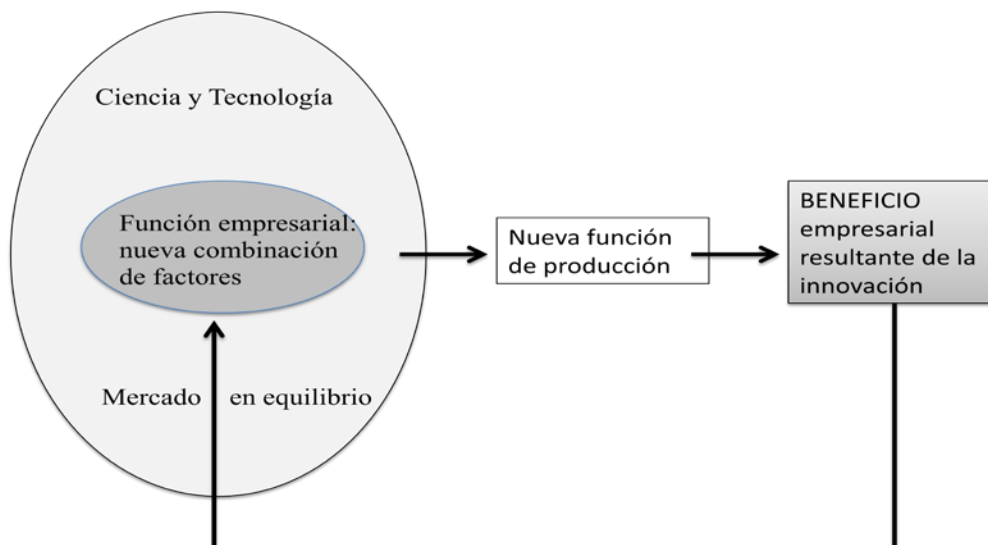 Ciencia y Tecnología
Función empresarial:
nueva combinación
de factores
Mercado en equilibrio
Nueva función
de producción
BENEFICIO
empresarial
resultante de la
innovación